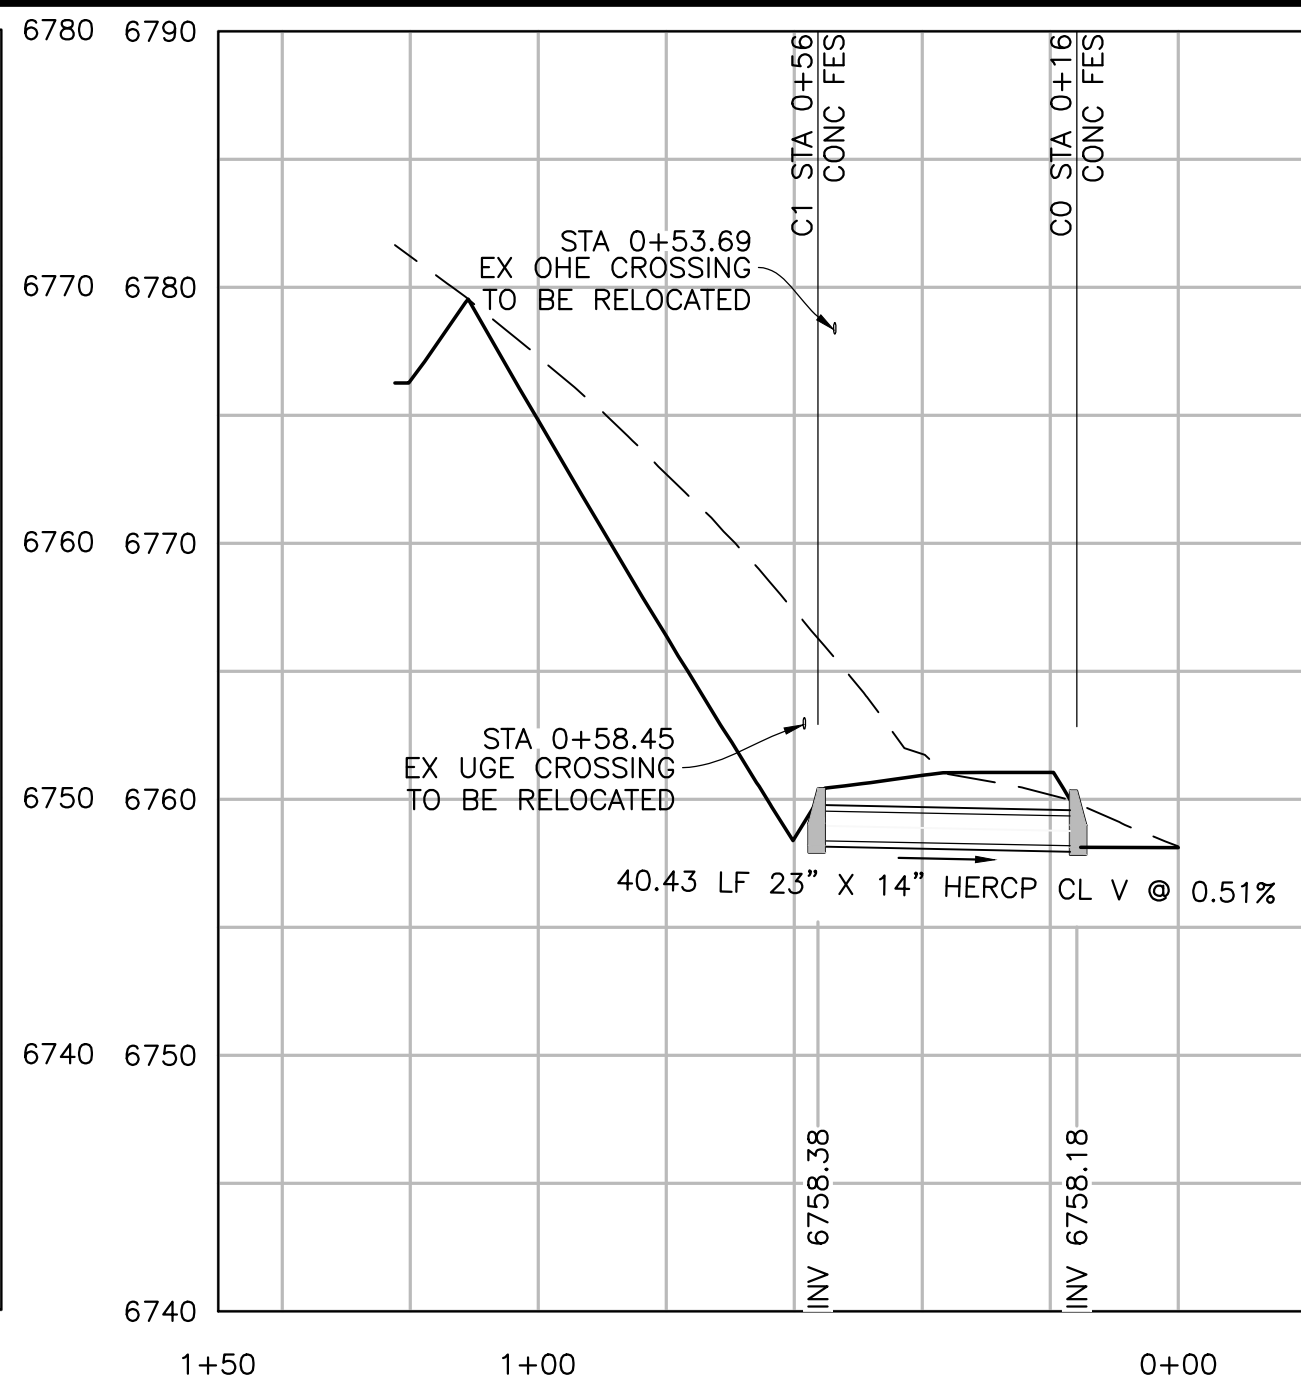 6780
6790
C1 STA 0+56
CONC FES
C0 STA 0+16
CONC FES
STA 0+53.69
EX OHE CROSSING
TO BE RELOCATED
6770
6780
6760
6770
STA 0+58.45
EX UGE CROSSING
TO BE RELOCATED
6750
6760
40.43 LF 23" X 14" HERCP CL V @ 0.51%
6740
6750
INV 6758.38
INV 6758.18
6740
1+50
1+00
0+00